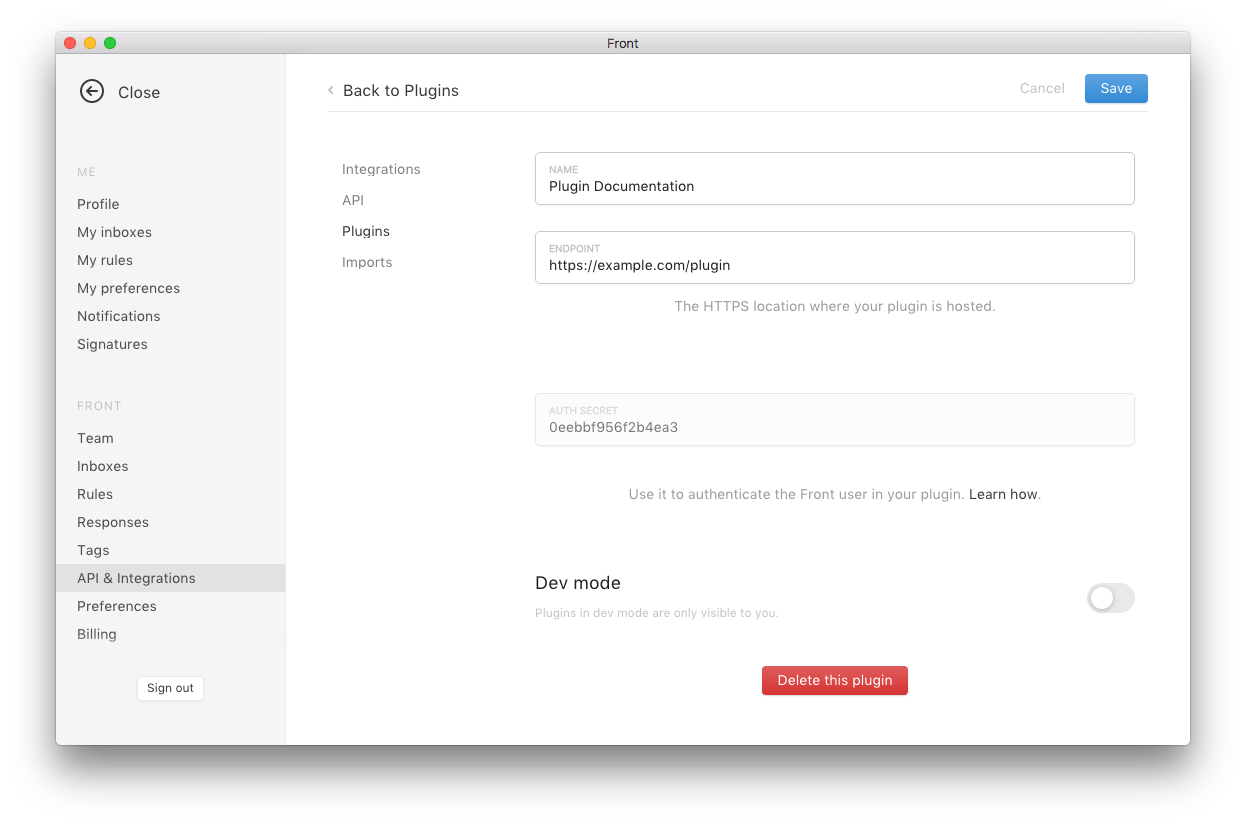 Front
Close
ME
Profile
My inboxes
My rules
My preferences
Notifications
Signatures
FRONT
Team
Inboxes
Rules
Responses
Tags
API & Integrations
Preferences
Billing
Sign out
Back to Plugins
Cancel
Save
Integrations
API
Plugins
Imports
NAME
Plugin Documentation
ENDPOINT
https://example.com/plugin
The HTTPS location where your plugin is hosted.
AUTH SECRET
0eebbf956f2b4ea3
Use it to authenticate the Front user in your plugin. Learn how.
Dev mode
Plugins in dev mode are only visible to you.
Delete this plugin